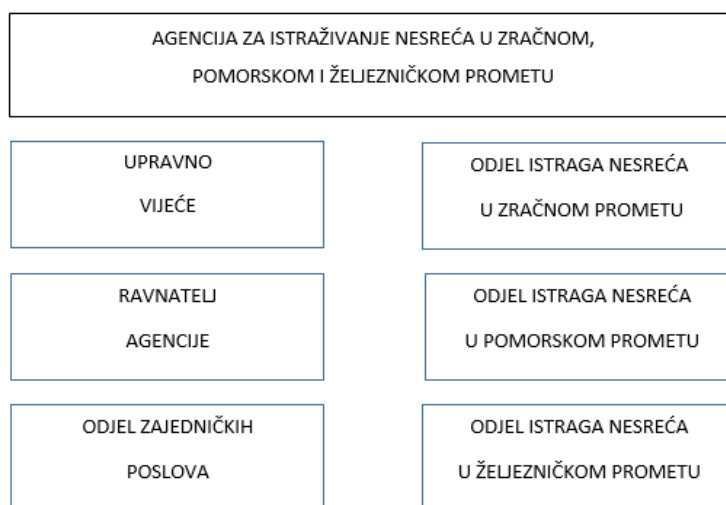 AGENCIJA ZA ISTRAŽIVANJE NESREĆA U ZRAČNOM,
POMORSKOM I ŽELJEZNIČKOM PROMETU
UPRAVNO
VIJEĆE
ODJEL ISTRAGA NESREĆA
U ZRAČNOM PROMETU
RAVNATELJ
AGENCIJE
ODJEL ISTRAGA NESREĆA
U POMORSKOM PROMETU
ODJEL ZAJEDNIČKIH
POSLOVA
ODJEL ISTRAGA NESREĆA
U ŽELJEZNIČKOM PROMETU